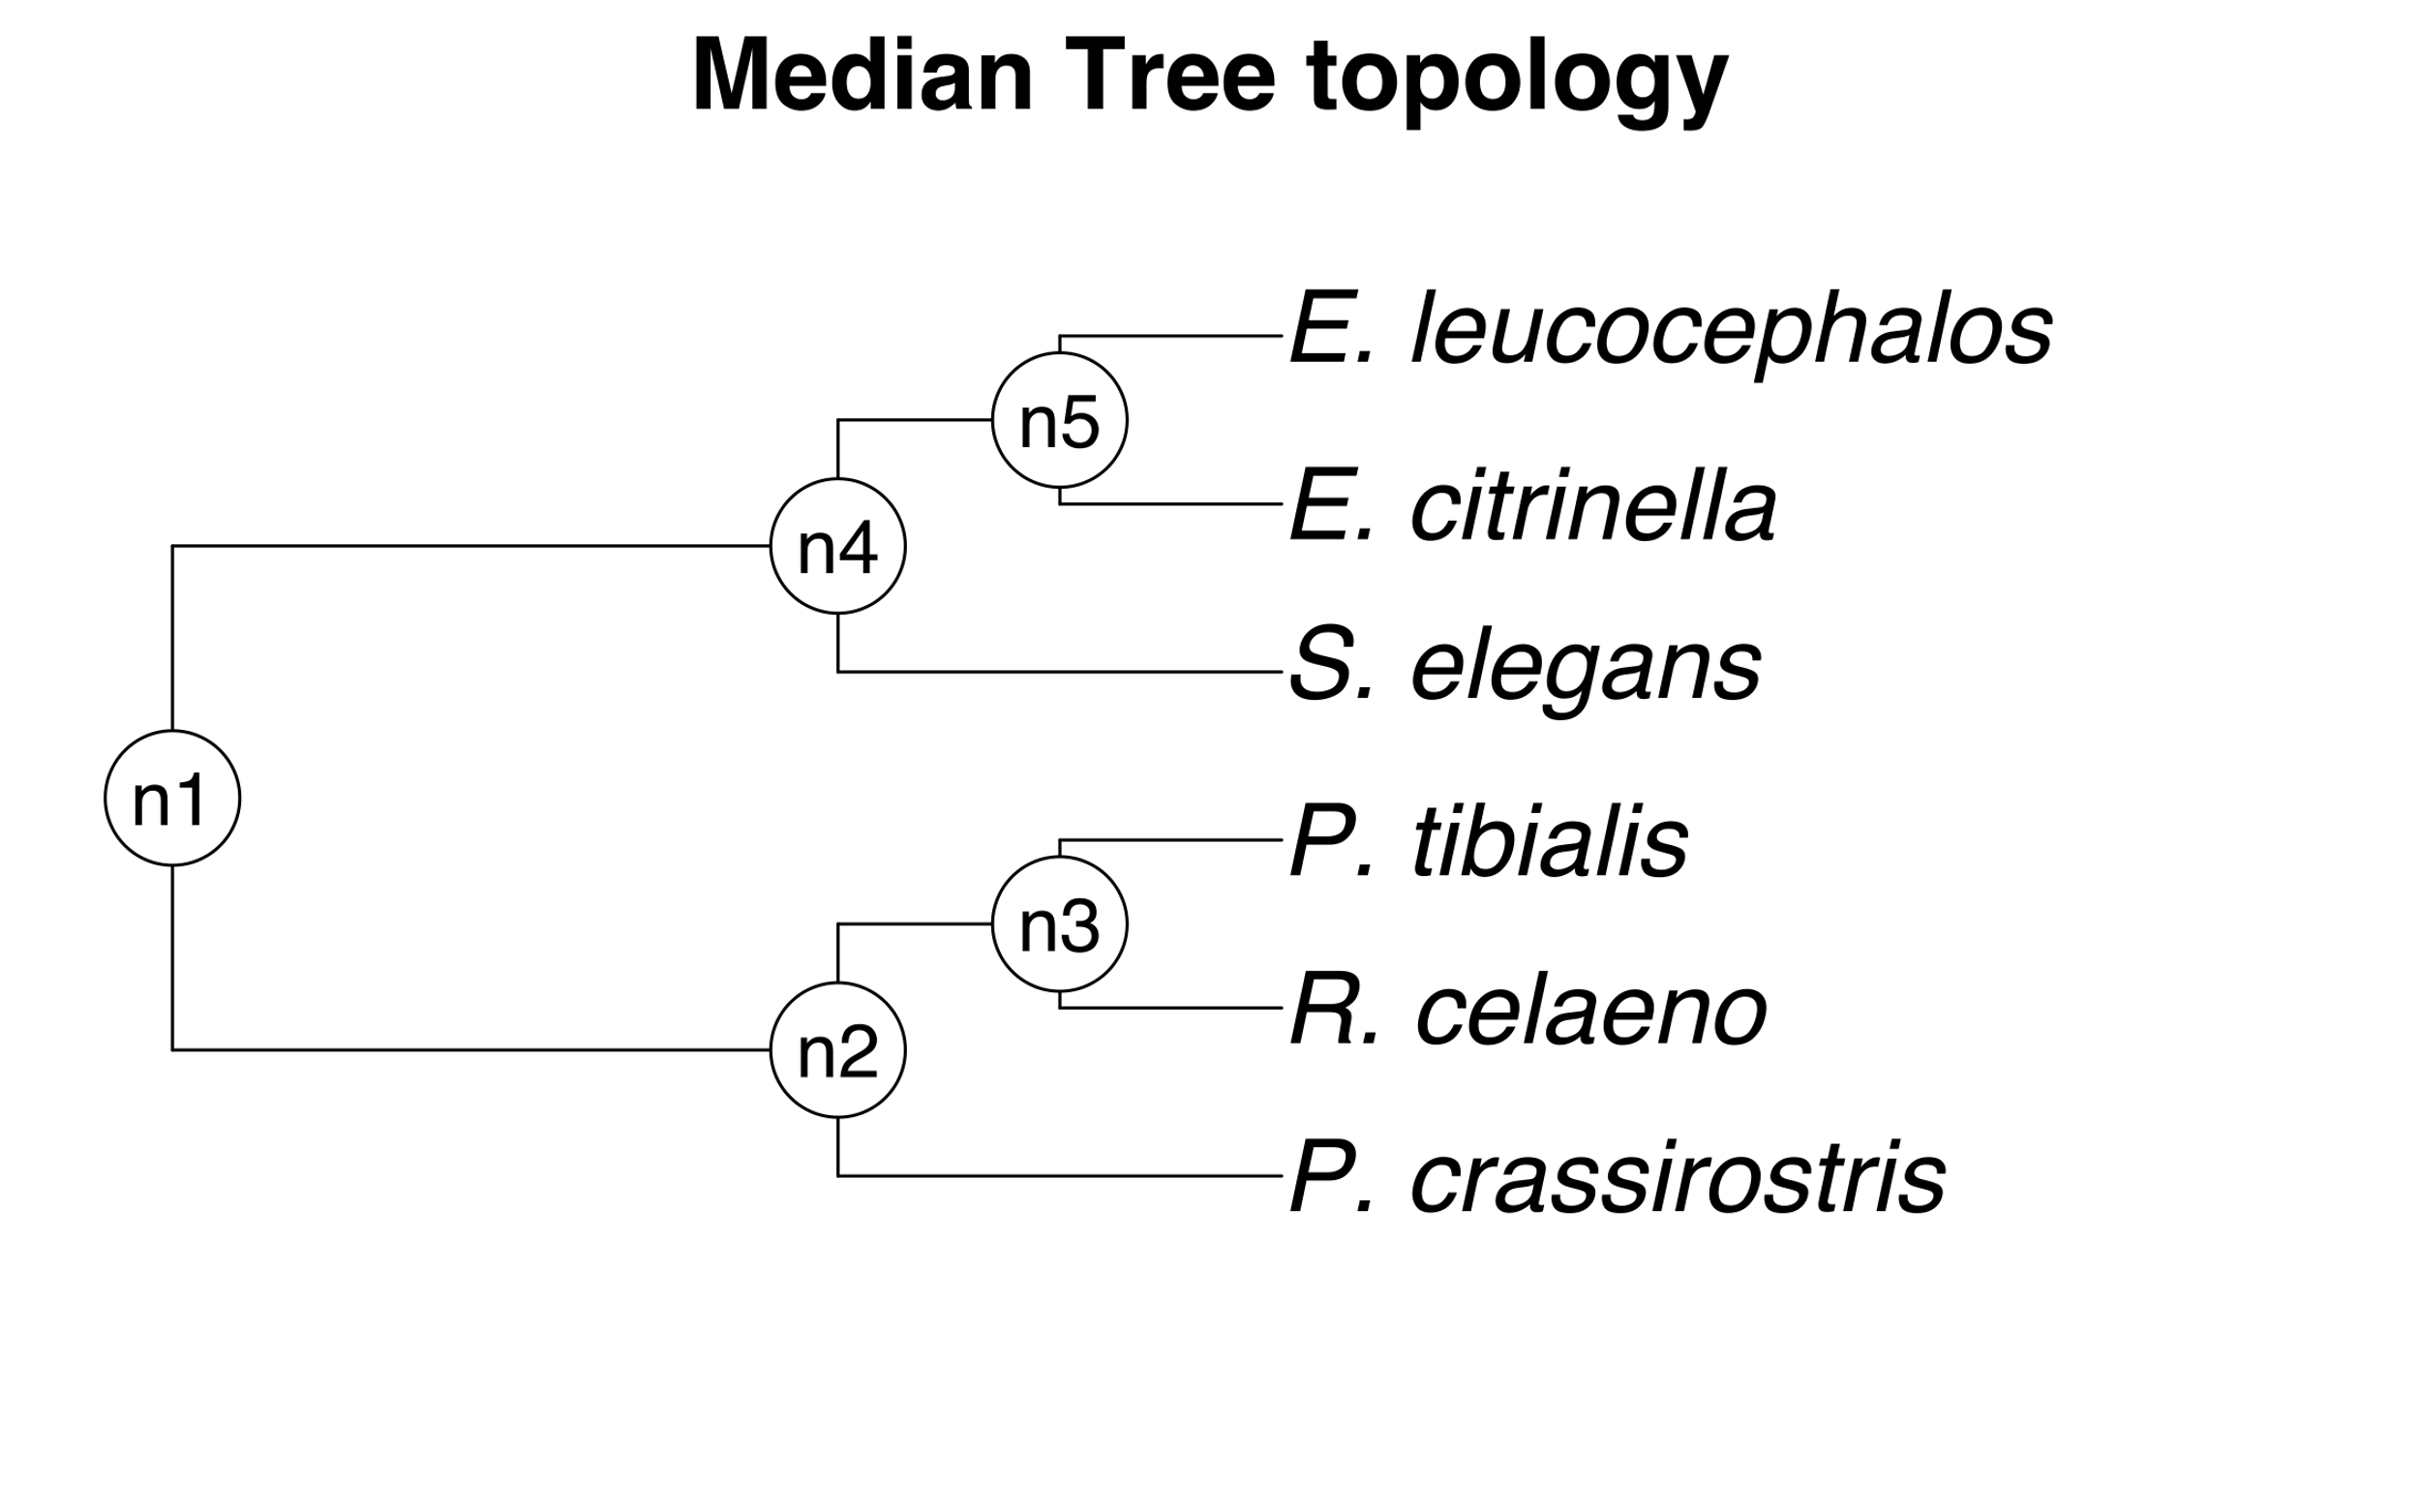 Median Tree topology
E. leucocephalos
n5
E. citrinella
n4
S. elegans
n1
P. tibialis
n3
R. celaeno
n2
P. crassirostris